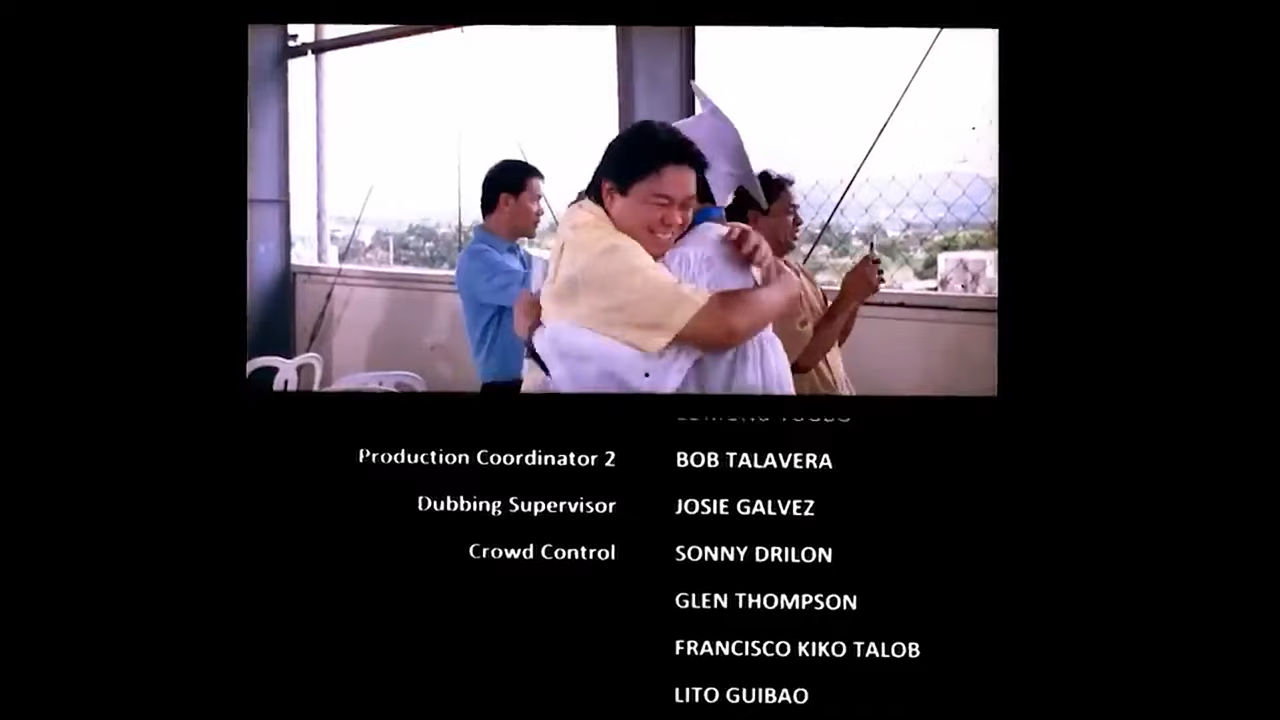 Production Coordinator 2 BOB TALAVERA
Dubbing Supervisor JOSIE GALVEZ
Crowd Control SONNY DRILON
GLEN THOMPSON
FRANCISCO KIKO TALOB
LITO GUIBAO